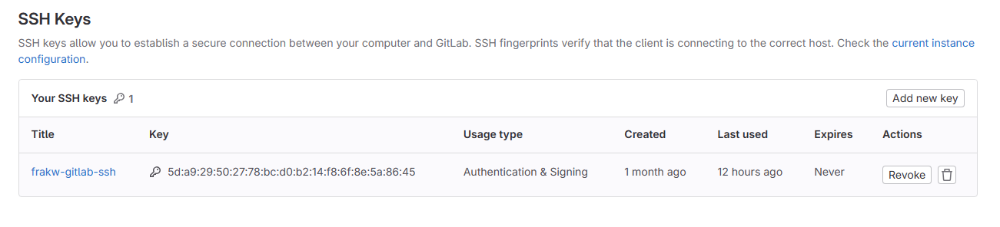 SSH Keys
SSH keys allow you to establish a secure connection between your computer and GitLab. SSH fingerprints verify that the client is connecting to the correct host. Check the current instance
configuration.
Your SSH keys 1 Add new key
Title Key Usage type Created Last used Expires Actions
frakw-gitlab-ssh 5d:a9:29:50:27:78:bc:d0:b2:14:f8:6f:8e:5a:86:45 Authentication & Signing 1 month ago 12 hours ago Never Revoke